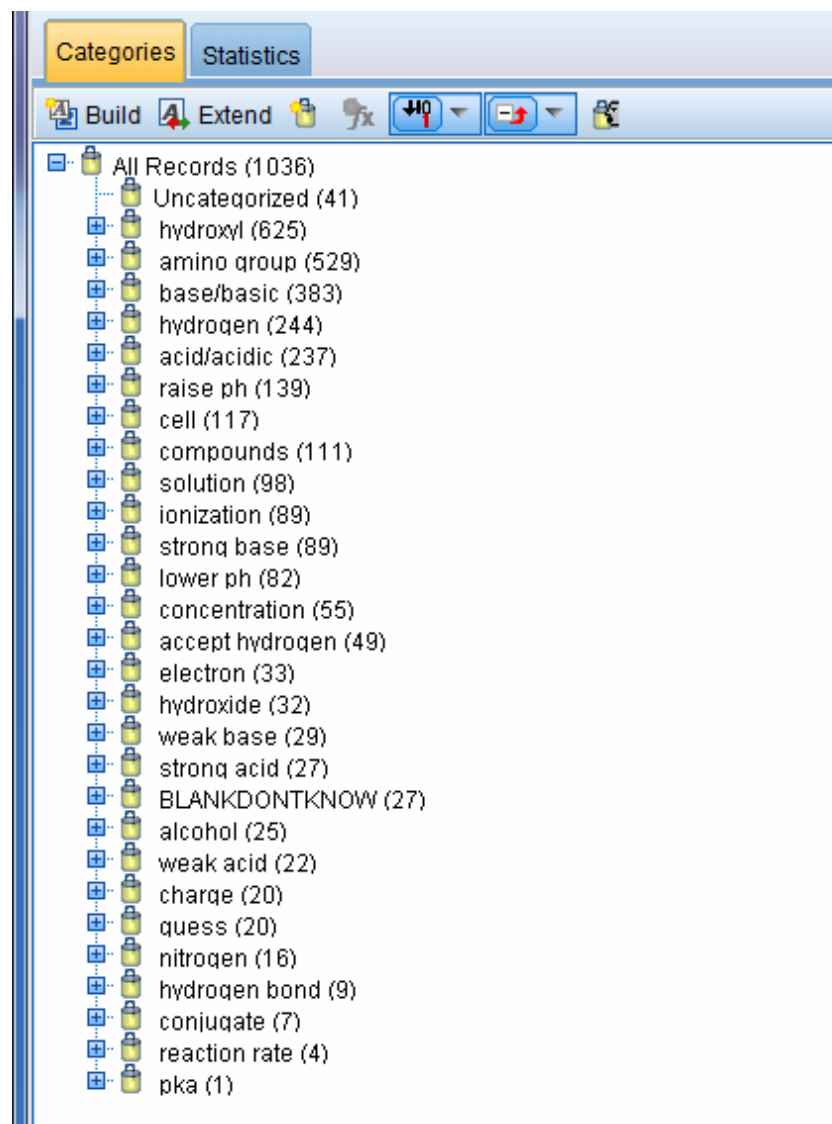 Categories Statistics
Build Extend
All Records (1036)
Uncategorized (41)
hydroxyl (625)
amino group (529)
base/basic (383)
hydrogen (244)
acid/acidic (237)
raise ph (139)
cell (117)
compounds (111)
solution (98)
ionization (89)
strong base (89)
lower ph (82)
concentration (55)
accept hydrogen (49)
electron (33)
hydroxide (32)
weak base (29)
strong acid (27)
BLANKDONTKNOW (27)
alcohol (25)
weak acid (22)
charge (20)
guess (20)
nitrogen (16)
hydrogen bond (9)
conjugate (7)
reaction rate (4)
pka (1)